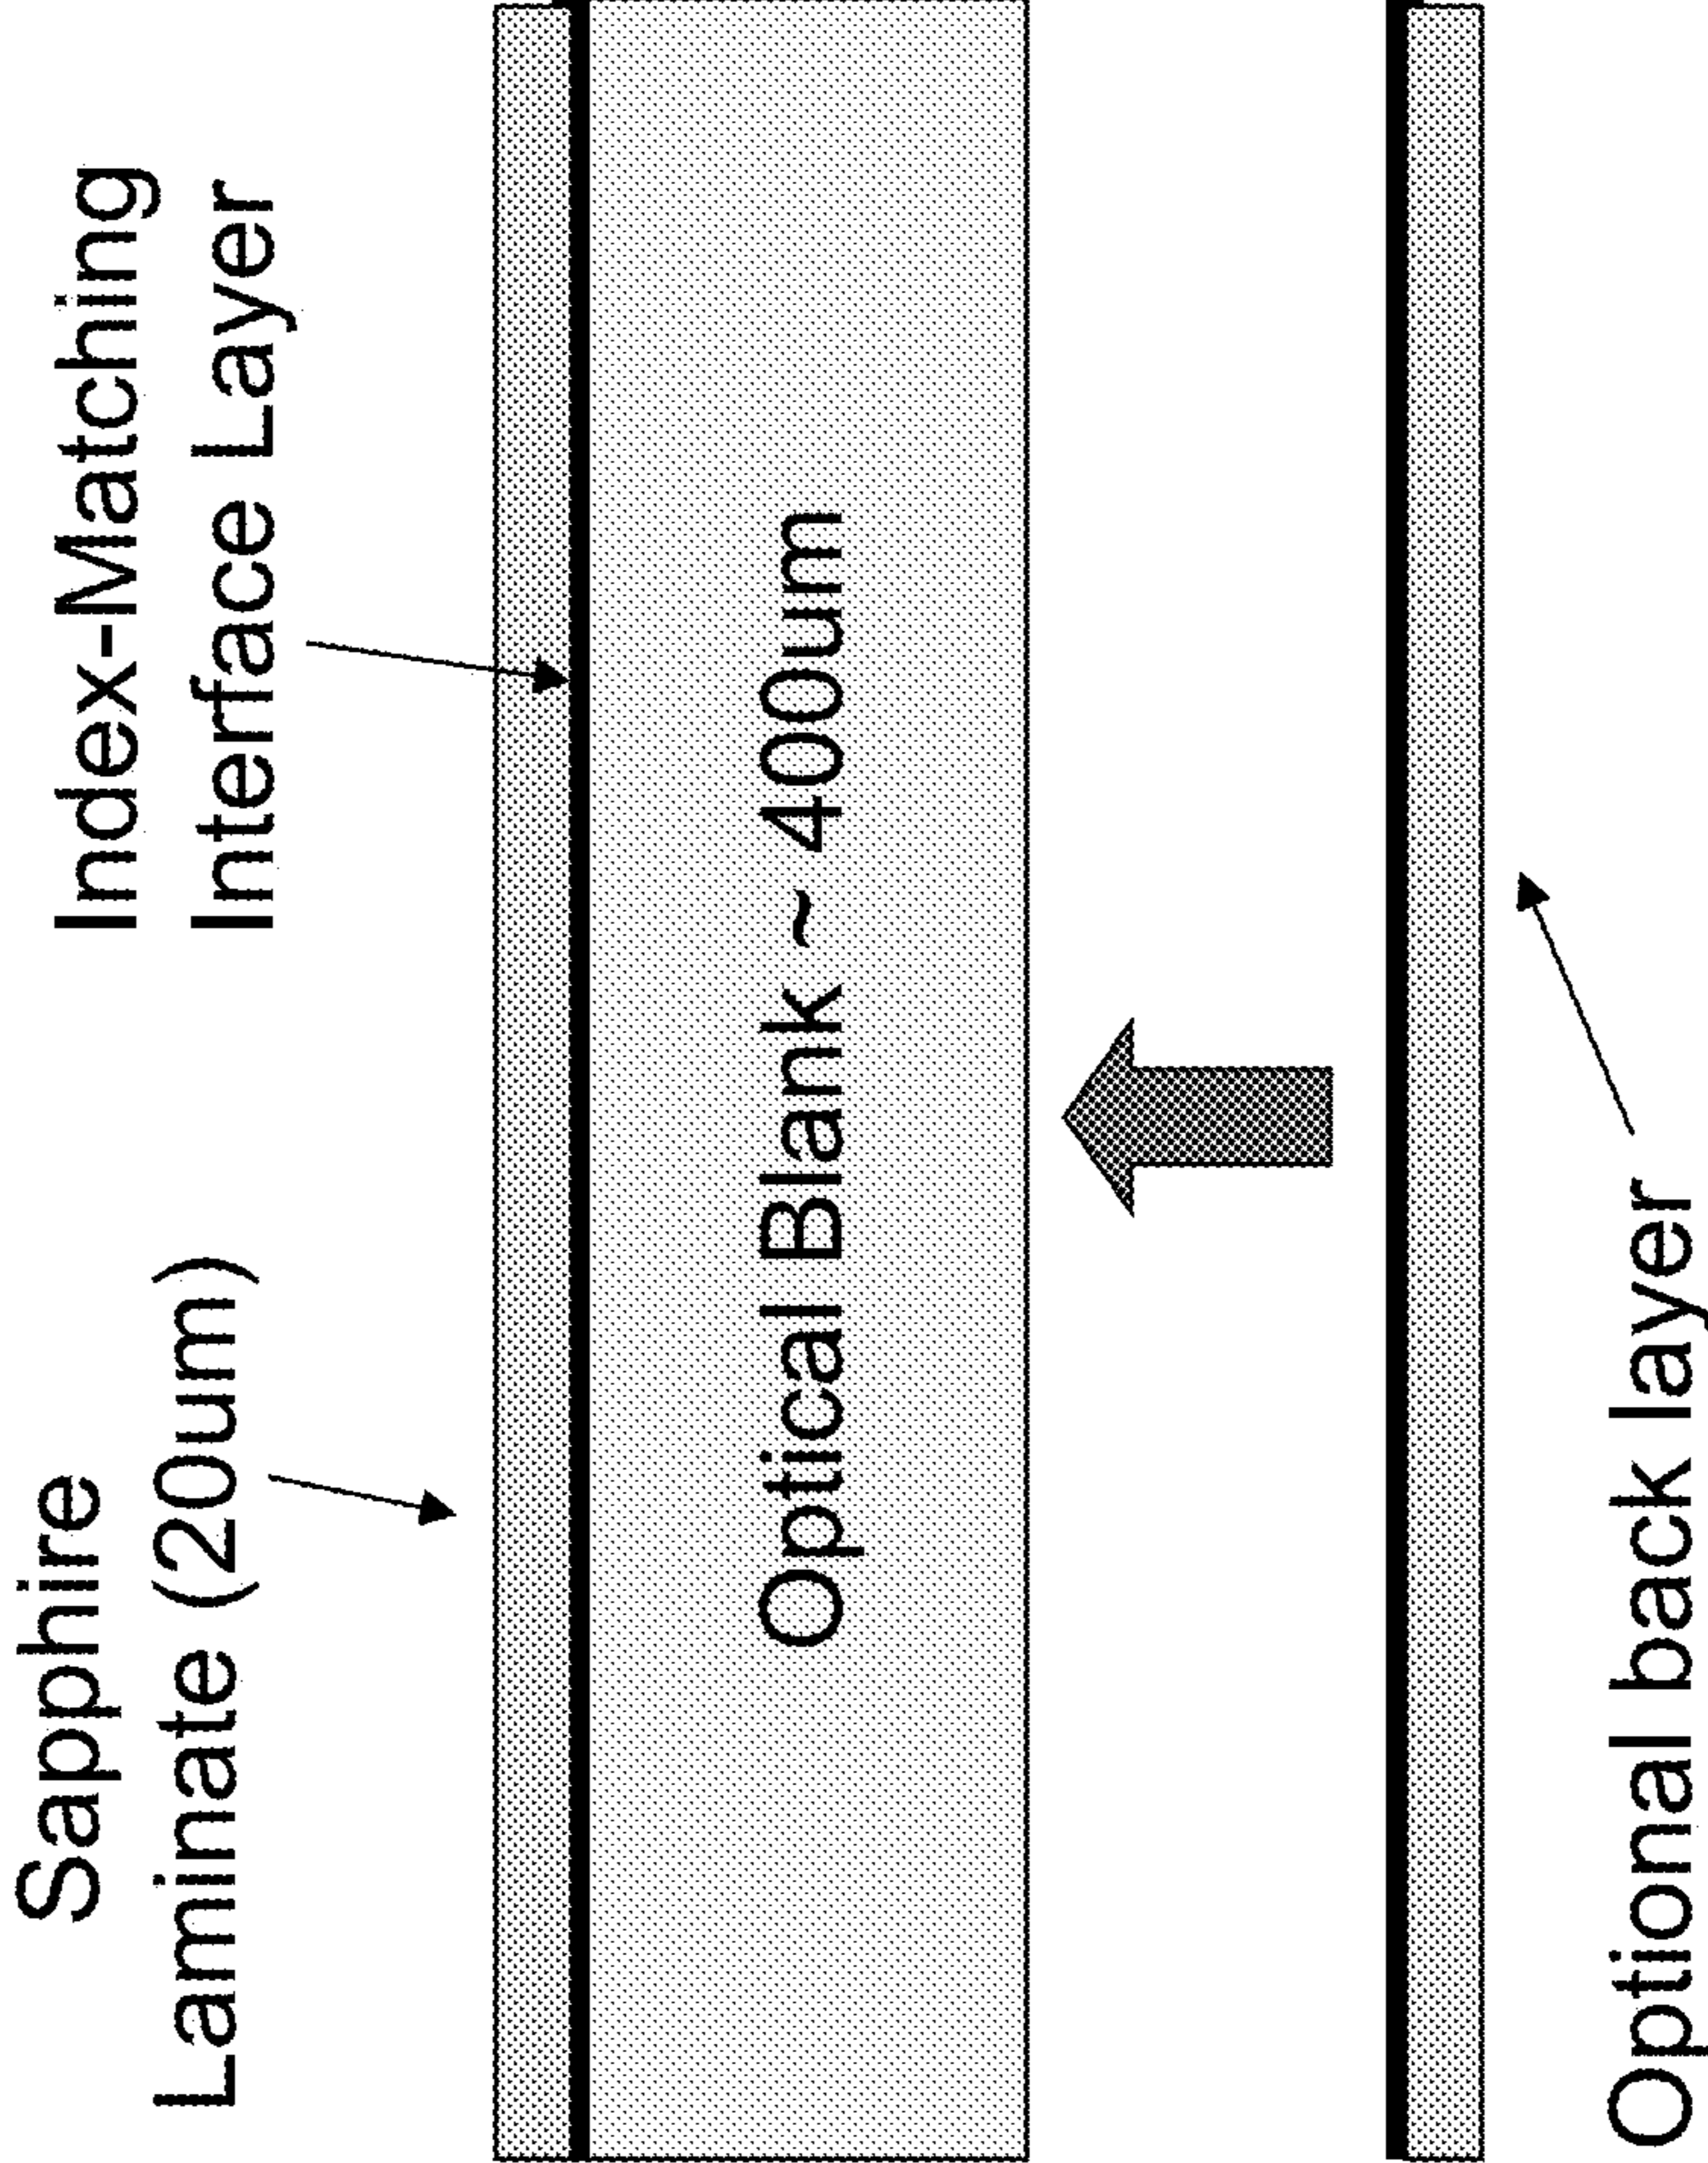 Sapphire
Laminate (20um)
Index-Matching
Interface Layer
Optical Blank ~ 400um
Optional back layer